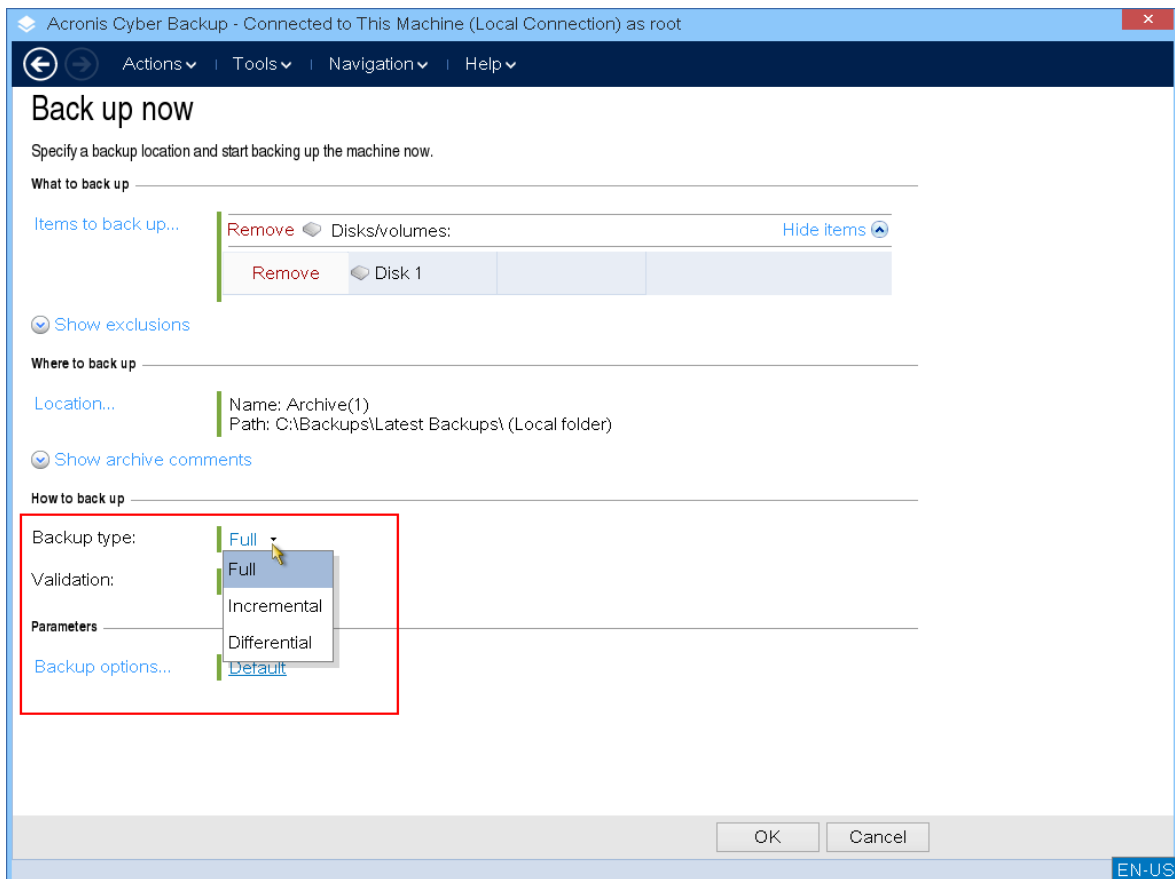 Acronis Cyber Backup - Connected to This Machine (Local Connection) as root
Actions Tools Navigation Help
Back up now
Specify a backup location and start backing up the machine now.
What to back up
Items to back up... Remove Disks/volumes: Hide items
Remove Disk 1
Show exclusions
Where to back up
Location... Name: Archive(1)
Path: C:\Backups\Latest Backups\ (Local folder)
Show archive comments
How to back up
Backup type: Full
Full
Validation:
Incremental
Parameters
Differential
Backup options... Default
OK Cancel
EN-US